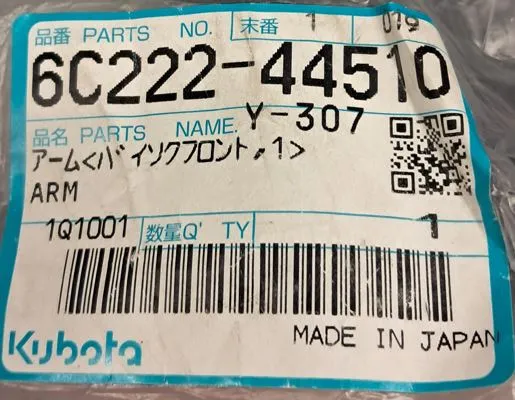 品番 PARTS NO. 末番 1 019
6C222-44510
品名 PARTS NAME. Y-307
アーム<バイソクフロント,1>
ARM
1Q1001 数量Q' TY 1
MADE IN JAPAN
Kubota